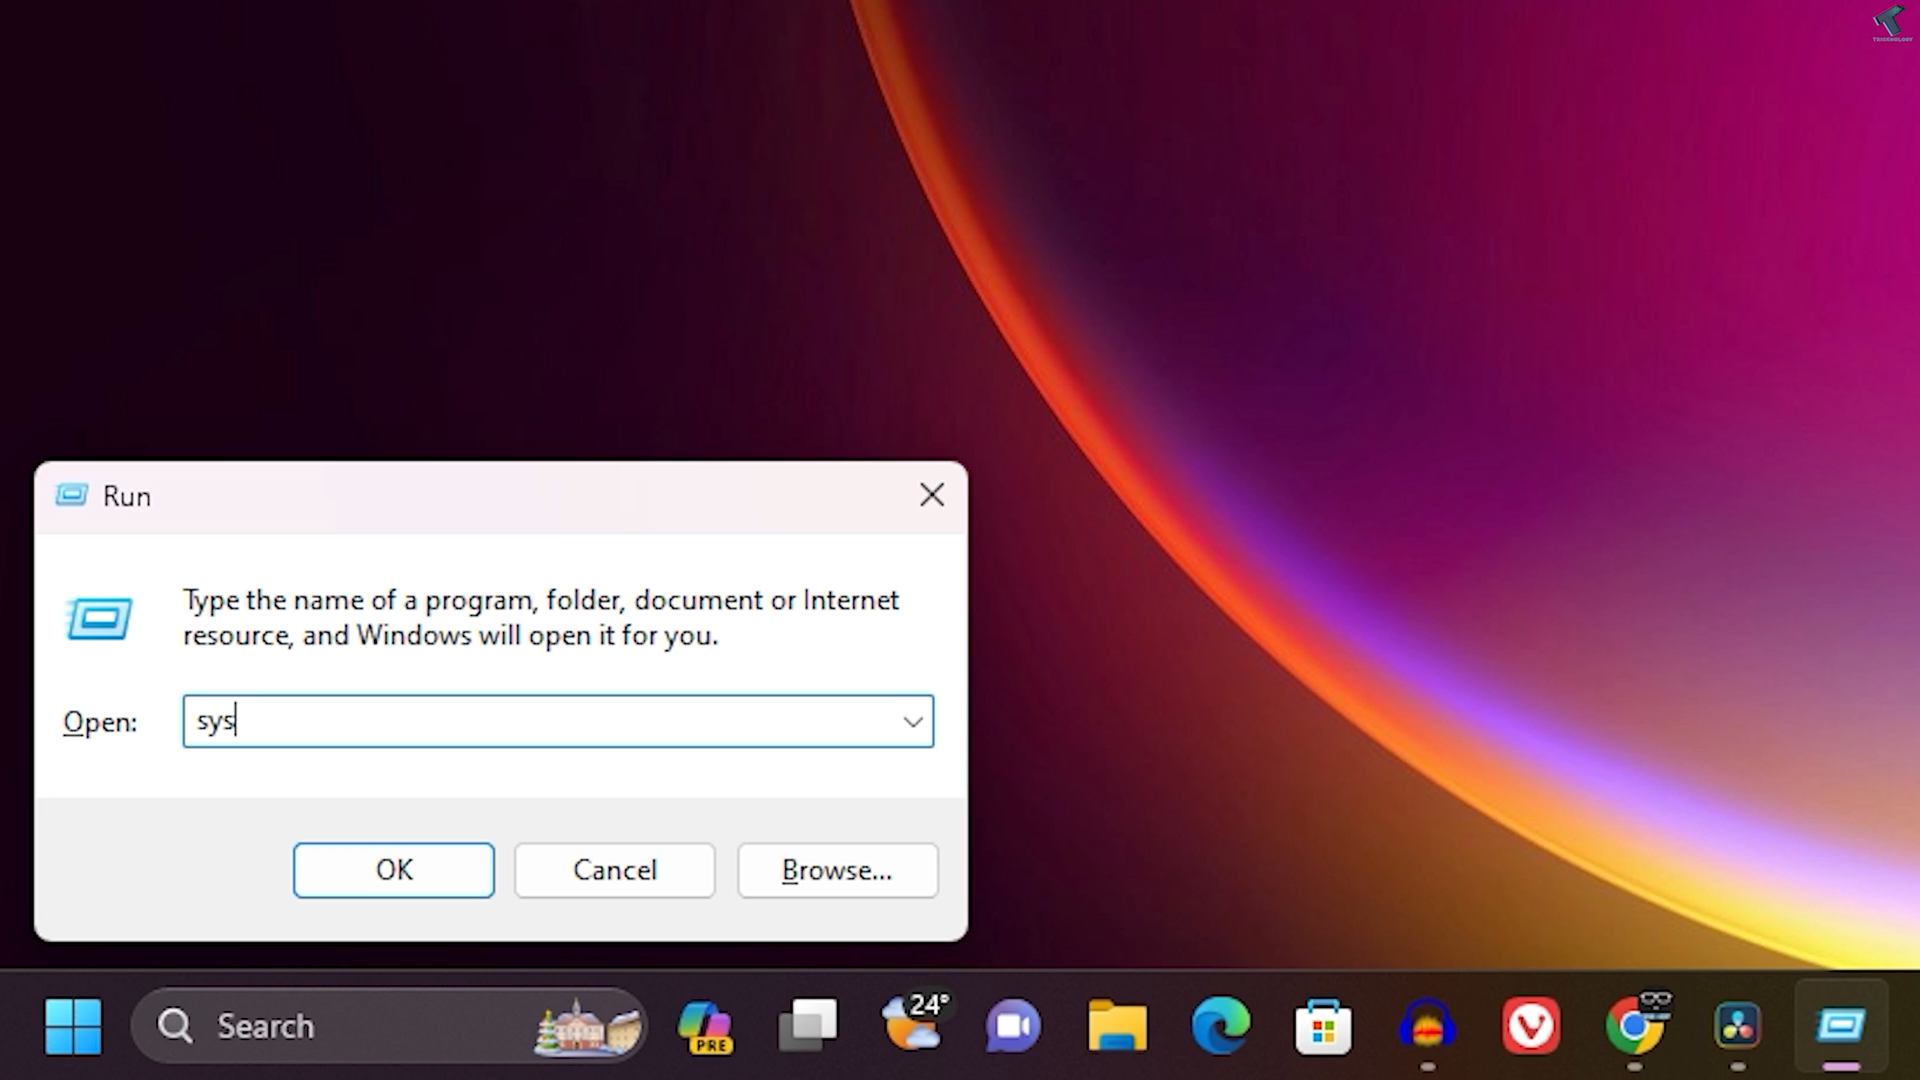 TRICKNOLOGY
Run
Type the name of a program, folder, document or Internet
resource, and Windows will open it for you.
Open:
sys
OK
Cancel
Browse...
Search
PRE
24°